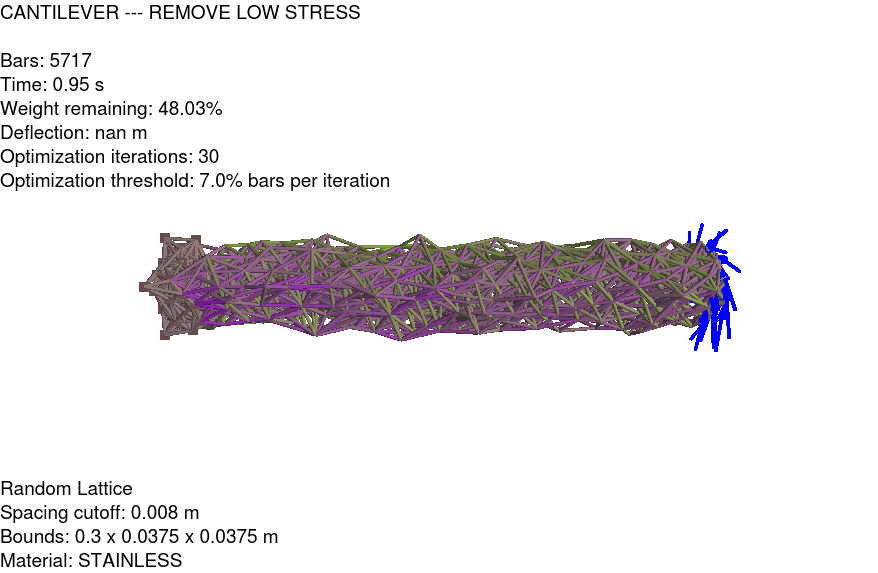 CANTILEVER --- REMOVE LOW STRESS
Bars: 5717
Time: 0.95 s
Weight remaining: 48.03%
Deflection: nan m
Optimization iterations: 30
Optimization threshold: 7.0% bars per iteration
Random Lattice
Spacing cutoff: 0.008 m
Bounds: 0.3 x 0.0375 x 0.0375 m
Material: STAINLESS